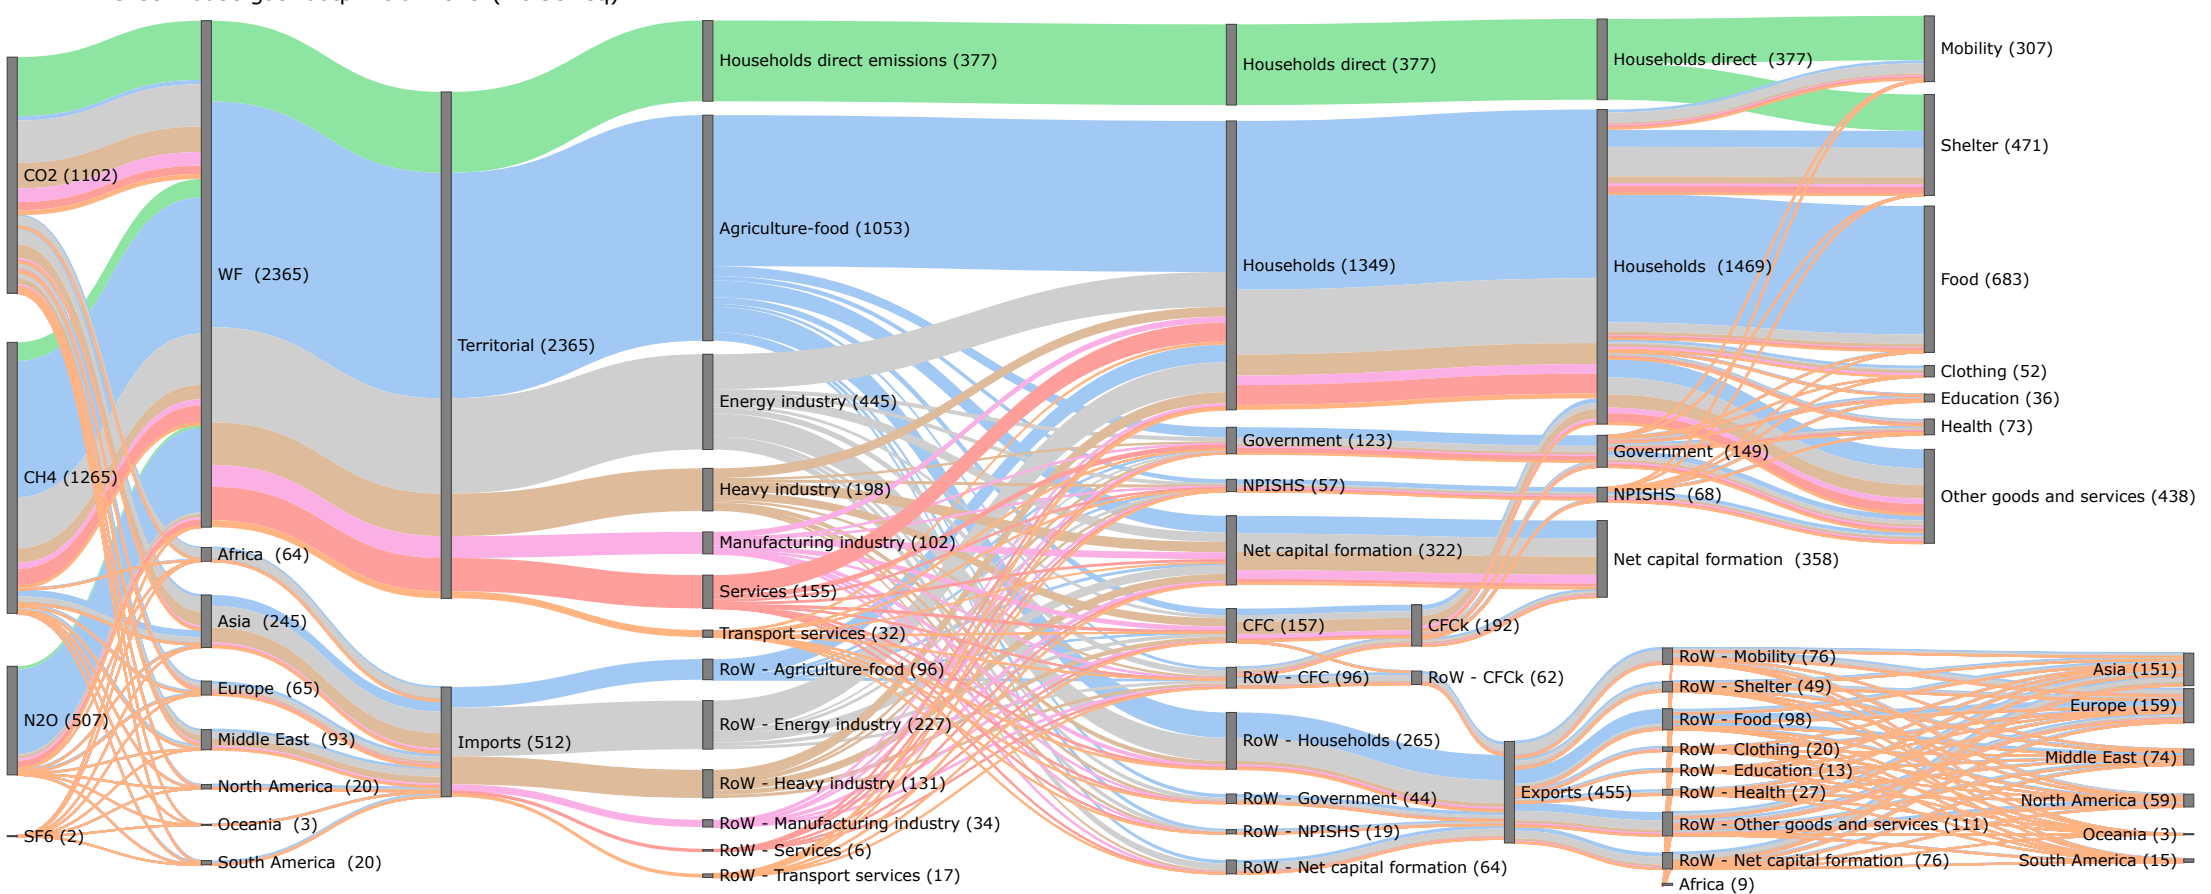 CO2 (1102)
CH4 (1265)
N2O (507)
SF6 (2)
WF  (2365)
Africa  (64)
Asia  (245)
Europe  (65)
Middle East  (93)
North America  (20)
Oceania  (3)
South America  (20)
Territorial (2365)
Imports (512)
Households direct emissions (377)
Agriculture-food (1053)
Energy industry (445)
Heavy industry (198)
Manufacturing industry (102)
Services (155)
Transport services (32)
RoW - Agriculture-food (96)
RoW - Energy industry (227)
RoW - Heavy industry (131)
RoW - Manufacturing industry (34)
RoW - Services (6)
RoW - Transport services (17)
Households direct (377)
Households (1349)
Government (123)
NPISHS (57)
Net capital formation (322)
CFC (157)
RoW - CFC (96)
RoW - Households (265)
RoW - Government (44)
RoW - NPISHS (19)
RoW - Net capital formation (64)
CFCk (192)
RoW - CFCk (62)
Exports (455)
Households direct  (377)
Households  (1469)
Government  (149)
NPISHS  (68)
Net capital formation  (358)
RoW - Mobility (76)
RoW - Shelter (49)
RoW - Food (98)
RoW - Clothing (20)
RoW - Education (13)
RoW - Health (27)
RoW - Other goods and services (111)
RoW - Net capital formation  (76)
Africa (9)
Mobility (307)
Shelter (471)
Food (683)
Clothing (52)
Education (36)
Health (73)
Other goods and services (438)
Asia (151)
Europe (159)
Middle East (74)
North America (59)
Oceania (3)
South America (15)